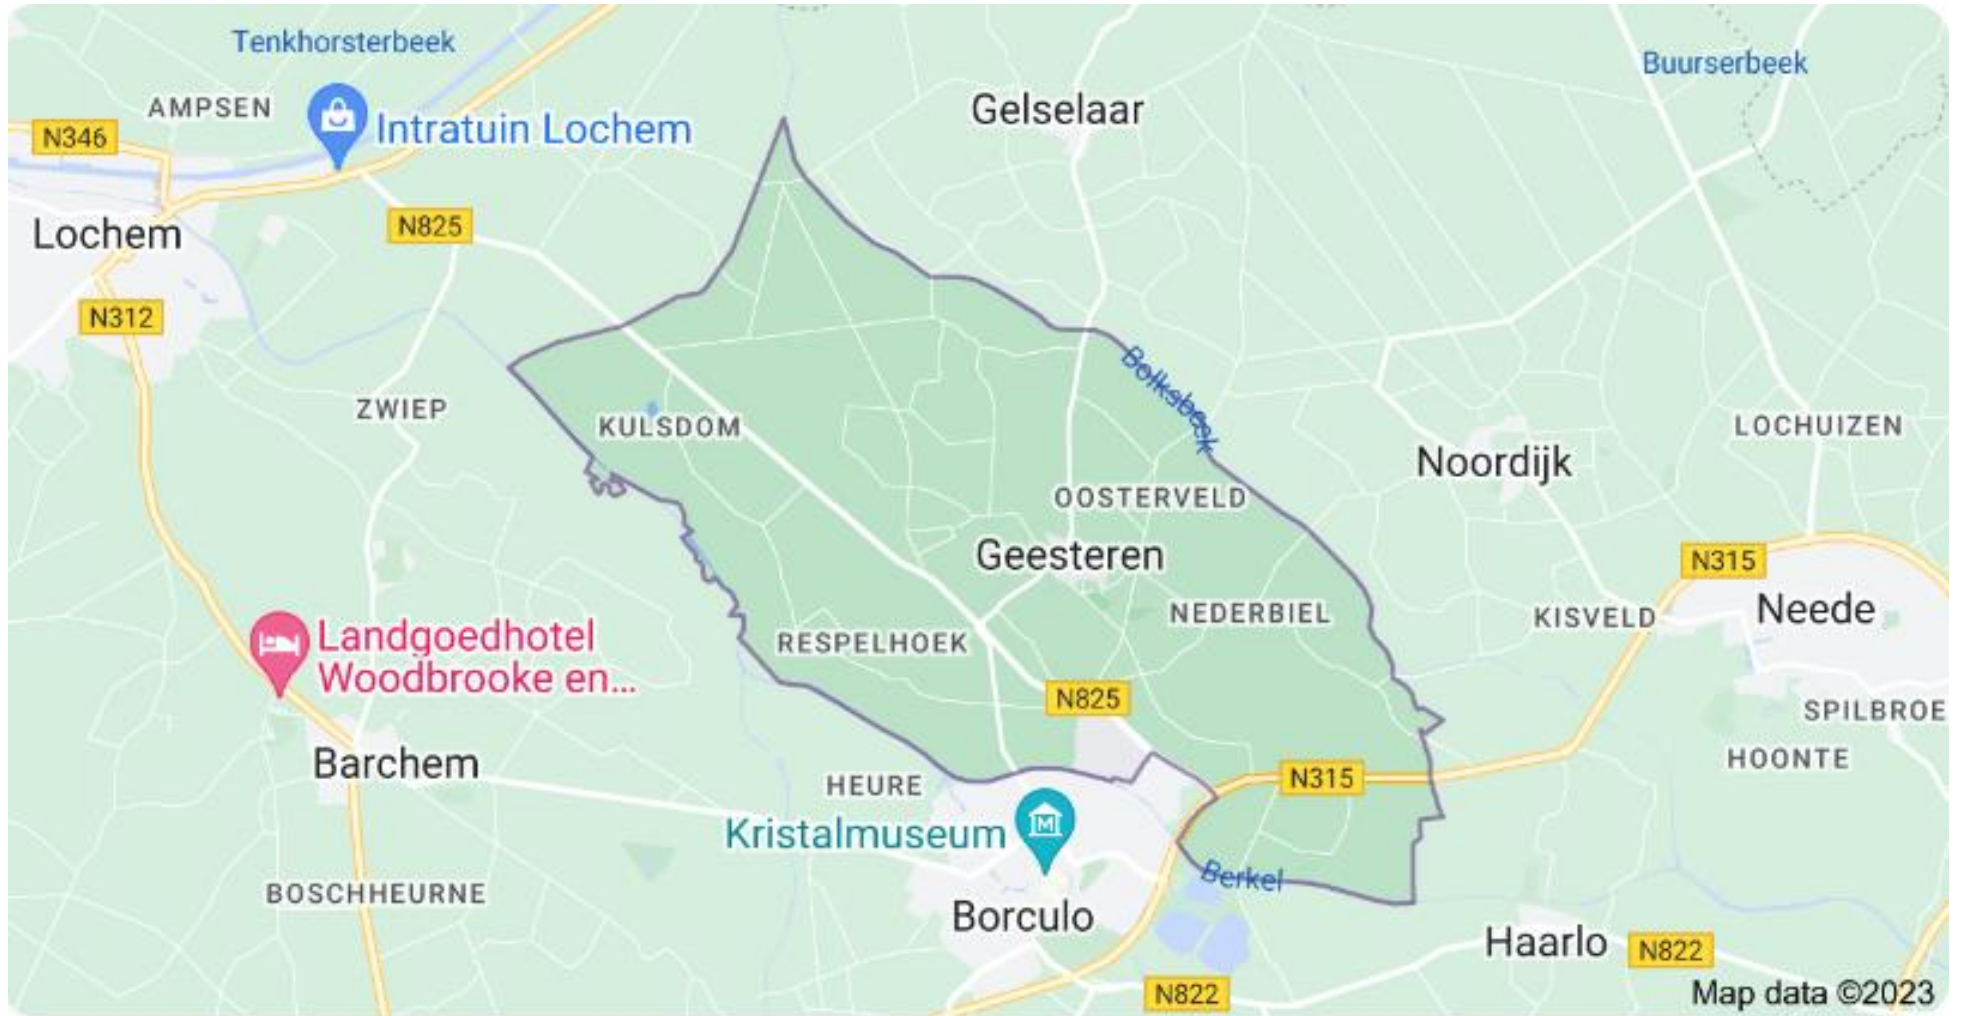 Tenkhorsterbeek
Buurserbeek
AMPSEN
Gelselaar
N346
Intratuin Lochem
Lochem
N825
N312
Bolksbeek
ZWIEP
KULSDOM
LOCHUIZEN
Noordijk
OOSTERVELD
Geesteren
N315
NEDERBIEL
KISVELD
Neede
Landgoedhotel
Woodbrooke en...
RESPELHOEK
N825
SPILBROE
Barchem
HEURE
N315
HOONTE
Kristalmuseum
BOSCHHEURNE
Berkel
Borculo
Haarlo
N822
N822
Map data ©2023